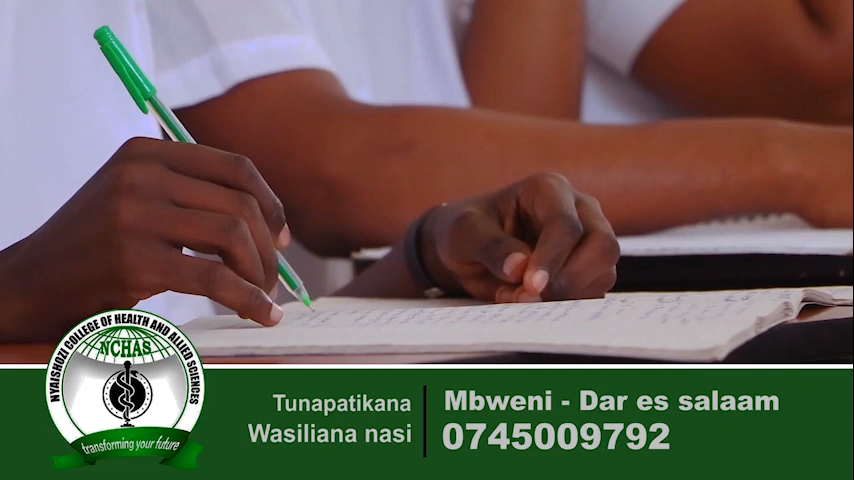 NYAISHOZI COLLEGE OF HEALTH AND ALLIED SCIENCES
NCHAS
transforming your future
Tunapatikana
Mbweni - Dar es salaam
Wasiliana nasi
0745009792